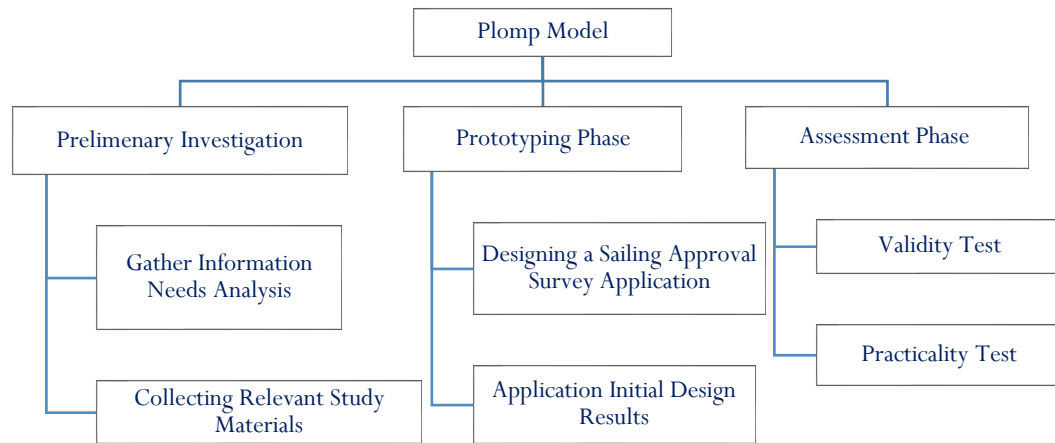 Plomp Model
Prelimenary Investigation
Gather Information
Needs Analysis
Collecting Relevant Study
Materials
Prototyping Phase
Designing a Sailing Approval
Survey Application
Application Initial Design
Results
Assessment Phase
Validity Test
Practicality Test